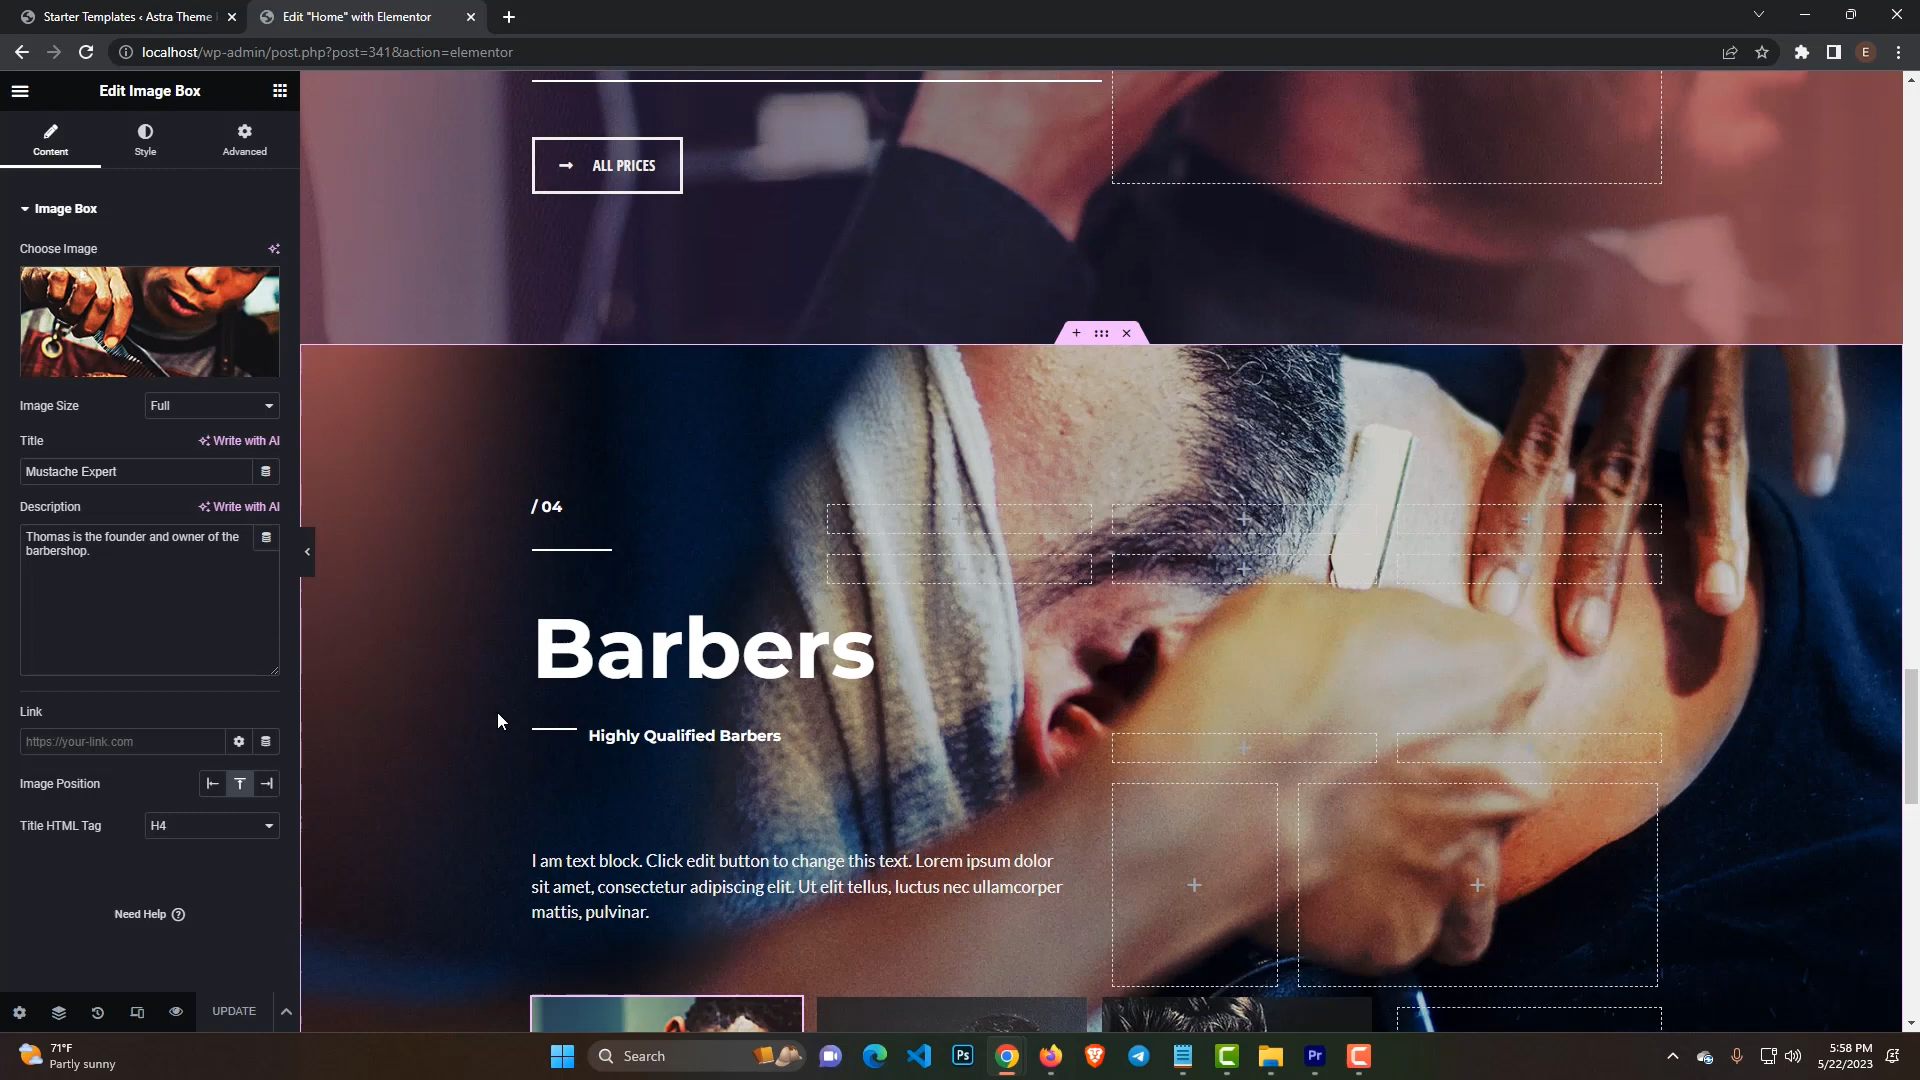 Starter Templates ‹ Astra Theme
Edit "Home" with Elementor
localhost/wp-admin/post.php?post=341&action=elementor
E
Edit Image Box
Content
Style
Advanced
Image Box
Choose Image
Image Size
Full
Title
Write with AI
Mustache Expert
Description
Write with AI
Thomas is the founder and owner of the
barbershop.
Link
https://your-link.com
Image Position
Title HTML Tag
H4
Need Help
UPDATE
ALL PRICES
/ 04
Barbers
Highly Qualified Barbers
I am text block. Click edit button to change this text. Lorem ipsum dolor
sit amet, consectetur adipiscing elit. Ut elit tellus, luctus nec ullamcorper
mattis, pulvinar.
71°F
Partly sunny
Search
Ps
Pr
5:58 PM
5/22/2023